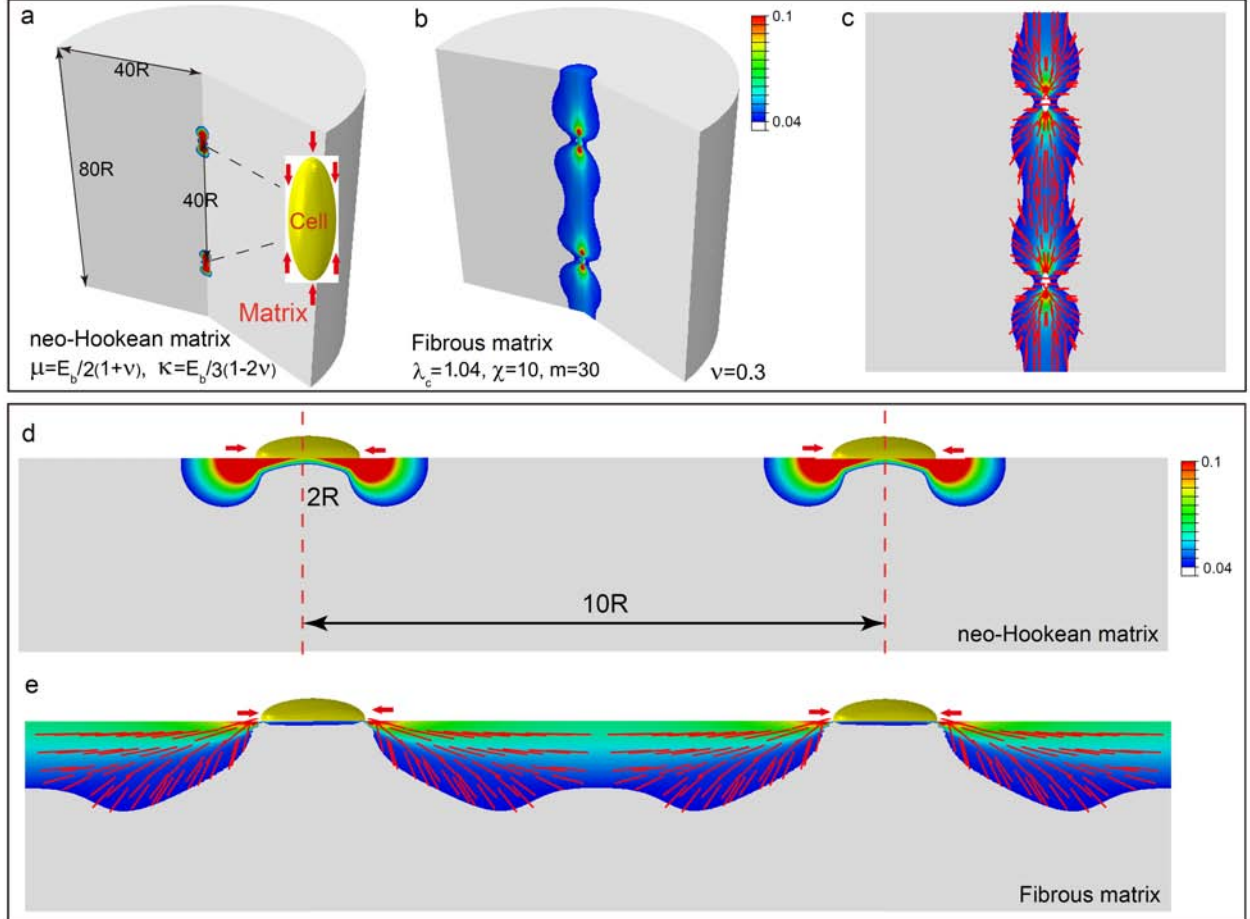 a
40R
80R
40R
Cell
Matrix
neo-Hookean matrix
μ=E_b/2(1+ν), κ=E_b/3(1-2ν)
b
0.1
0.04
Fibrous matrix
λ_c=1.04, χ=10, m=30
ν=0.3
c
d
2R
10R
0.1
0.04
neo-Hookean matrix
e
Fibrous matrix